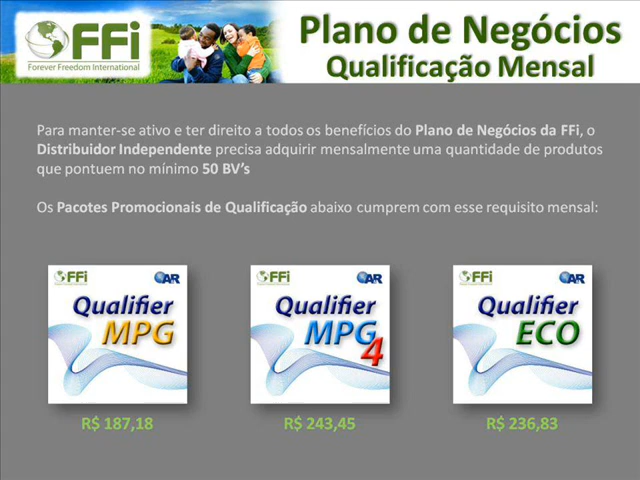 FFi
Forever Freedom International
Plano de Negócios
Qualificação Mensal
Para manter-se ativo e ter direito a todos os benefícios do Plano de Negócios da FFi, o
Distribuidor Independente precisa adquirir mensalmente uma quantidade de produtos
que pontuem no mínimo 50 BV’s
Os Pacotes Promocionais de Qualificação abaixo cumprem com esse requisito mensal:
FFi AR
Qualifier
MPG
R$ 187,18
FFi AR
Qualifier
MPG
4
R$ 243,45
FFi AR
Qualifier
ECO
R$ 236,83